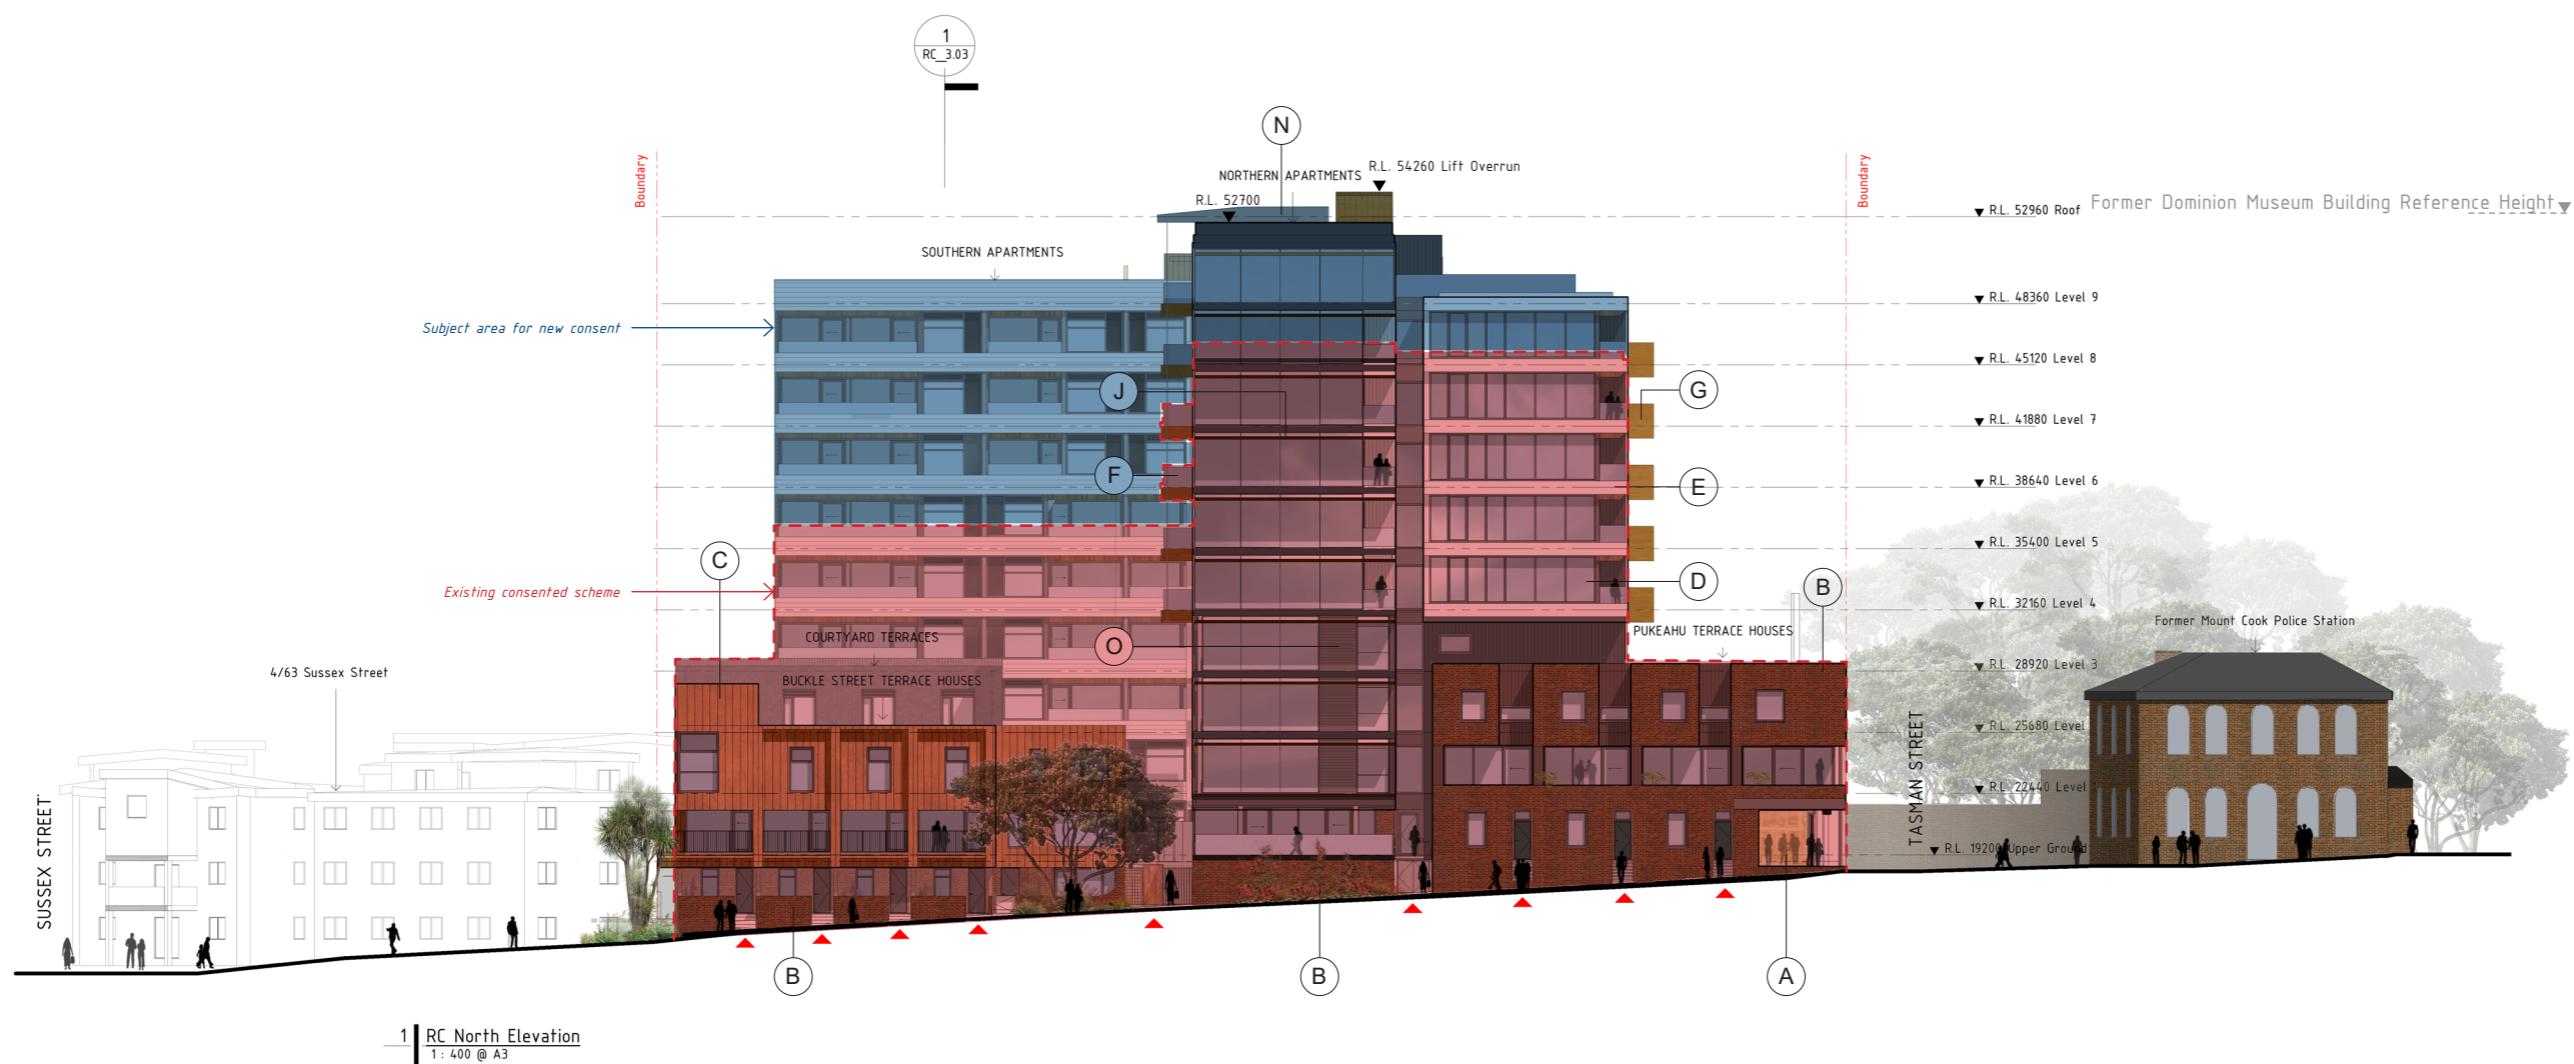 1
RC_3.03
N
Boundary
Boundary
NORTHERN APARTMENTS
R.L. 54260 Lift Overrun
R.L. 52700
R.L. 52960 Roof
Former Dominion Museum Building Reference Height
SOUTHERN APARTMENTS
R.L. 48360 Level 9
Subject area for new consent
R.L. 45120 Level 8
J
G
R.L. 41880 Level 7
F
E
R.L. 38640 Level 6
R.L. 35400 Level 5
C
D
B
Existing consented scheme
R.L. 32160 Level 4
COURTYARD TERRACES
O
PUKEAHU TERRACE HOUSES
Former Mount Cook Police Station
4/63 Sussex Street
BUCKLE STREET TERRACE HOUSES
R.L. 28920 Level 3
R.L. 25680 Level
R.L. 22440 Level
TASMAN STREET
SUSSEX STREET
R.L. 19200 Upper Ground
B
B
A
1
RC North Elevation
1 : 400 @ A3